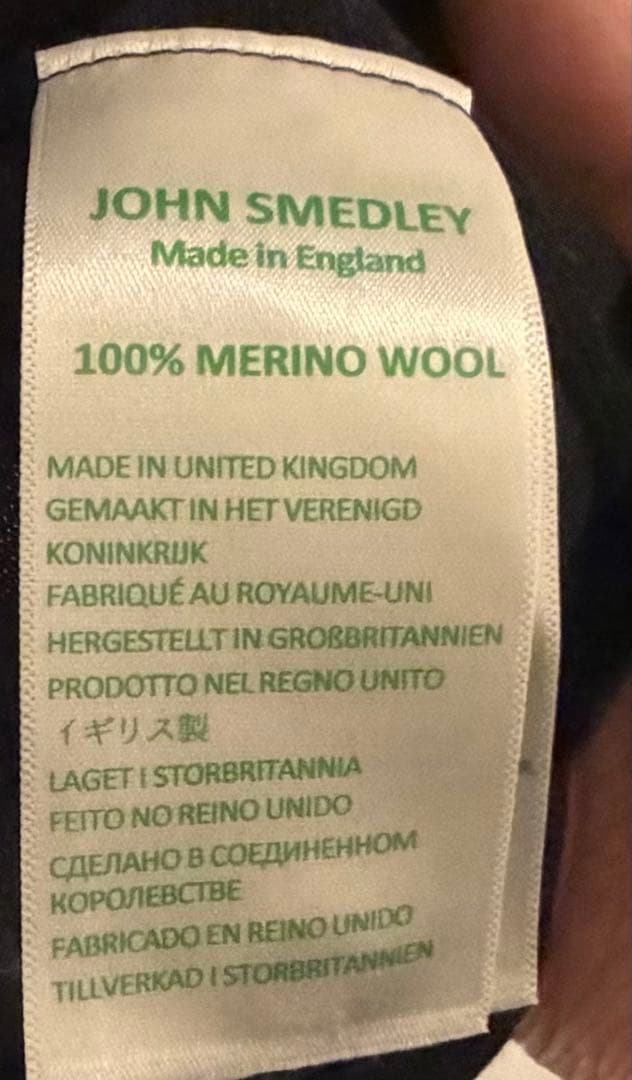 JOHN SMEDLEY
Made in England
100% MERINO WOOL
MADE IN UNITED KINGDOM
GEMAAKT IN HET VERENIGD
KONINKRIJK
FABRIQUÉ AU ROYAUME-UNI
HERGESTELLT IN GROßBRITANNIEN
PRODOTTO NEL REGNO UNITO
イギリス製
LAGET I STORBRITANNIA
FEITO NO REINO UNIDO
СДЕЛАНО В СОЕДИНЕННОМ
КОРОЛЕВСТВЕ
FABRICADO EN REINO UNIDO
TILLVERKAD I STORBRITANNIEN